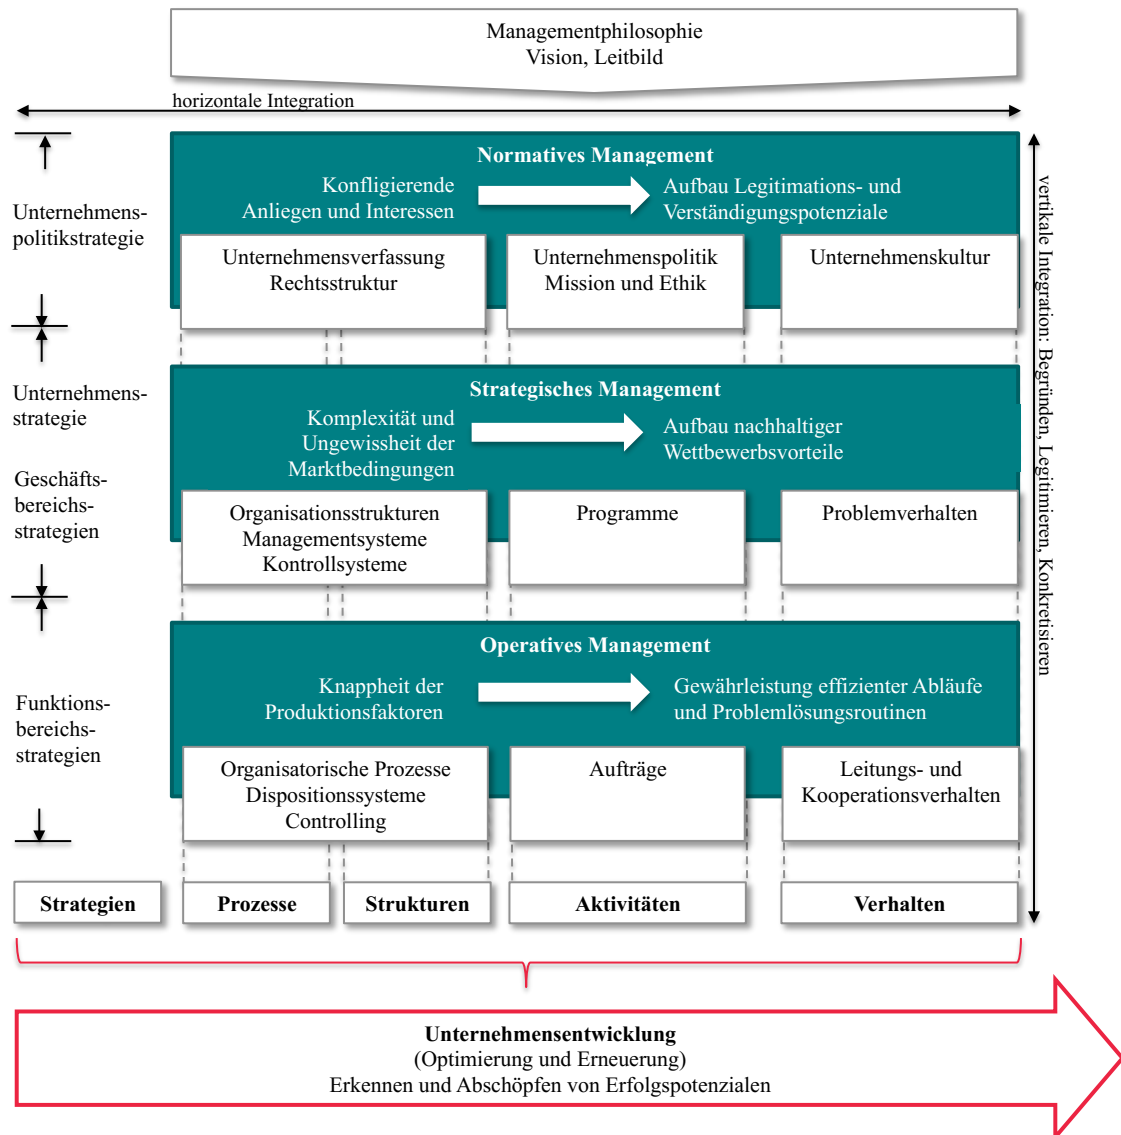 Managementphilosophie
Vision, Leitbild
horizontale Integration
Normatives Management
Konfligierende
Anliegen und Interessen
Aufbau Legitimations- und
Verständigungspotenziale
Unternehmens-
politikstrategie
Unternehmensverfassung
Rechtsstruktur
Unternehmenspolitik
Mission und Ethik
Unternehmenskultur
vertikale Integration: Begründen, Legitimieren, Konkretisieren
Strategisches Management
Unternehmens-
strategie
Komplexität und
Ungewissheit der
Marktbedingungen
Aufbau nachhaltiger
Wettbewerbsvorteile
Geschäfts-
bereichs-
strategien
Organisationsstrukturen
Managementsysteme
Kontrollsysteme
Programme
Problemverhalten
Operatives Management
Knappheit der
Produktionsfaktoren
Gewährleistung effizienter Abläufe
und Problemlösungsroutinen
Funktions-
bereichs-
strategien
Organisatorische Prozesse
Dispositionssysteme
Controlling
Aufträge
Leitungs- und
Kooperationsverhalten
Strategien
Prozesse
Strukturen
Aktivitäten
Verhalten
Unternehmensentwicklung
(Optimierung und Erneuerung)
Erkennen und Abschöpfen von Erfolgspotenzialen